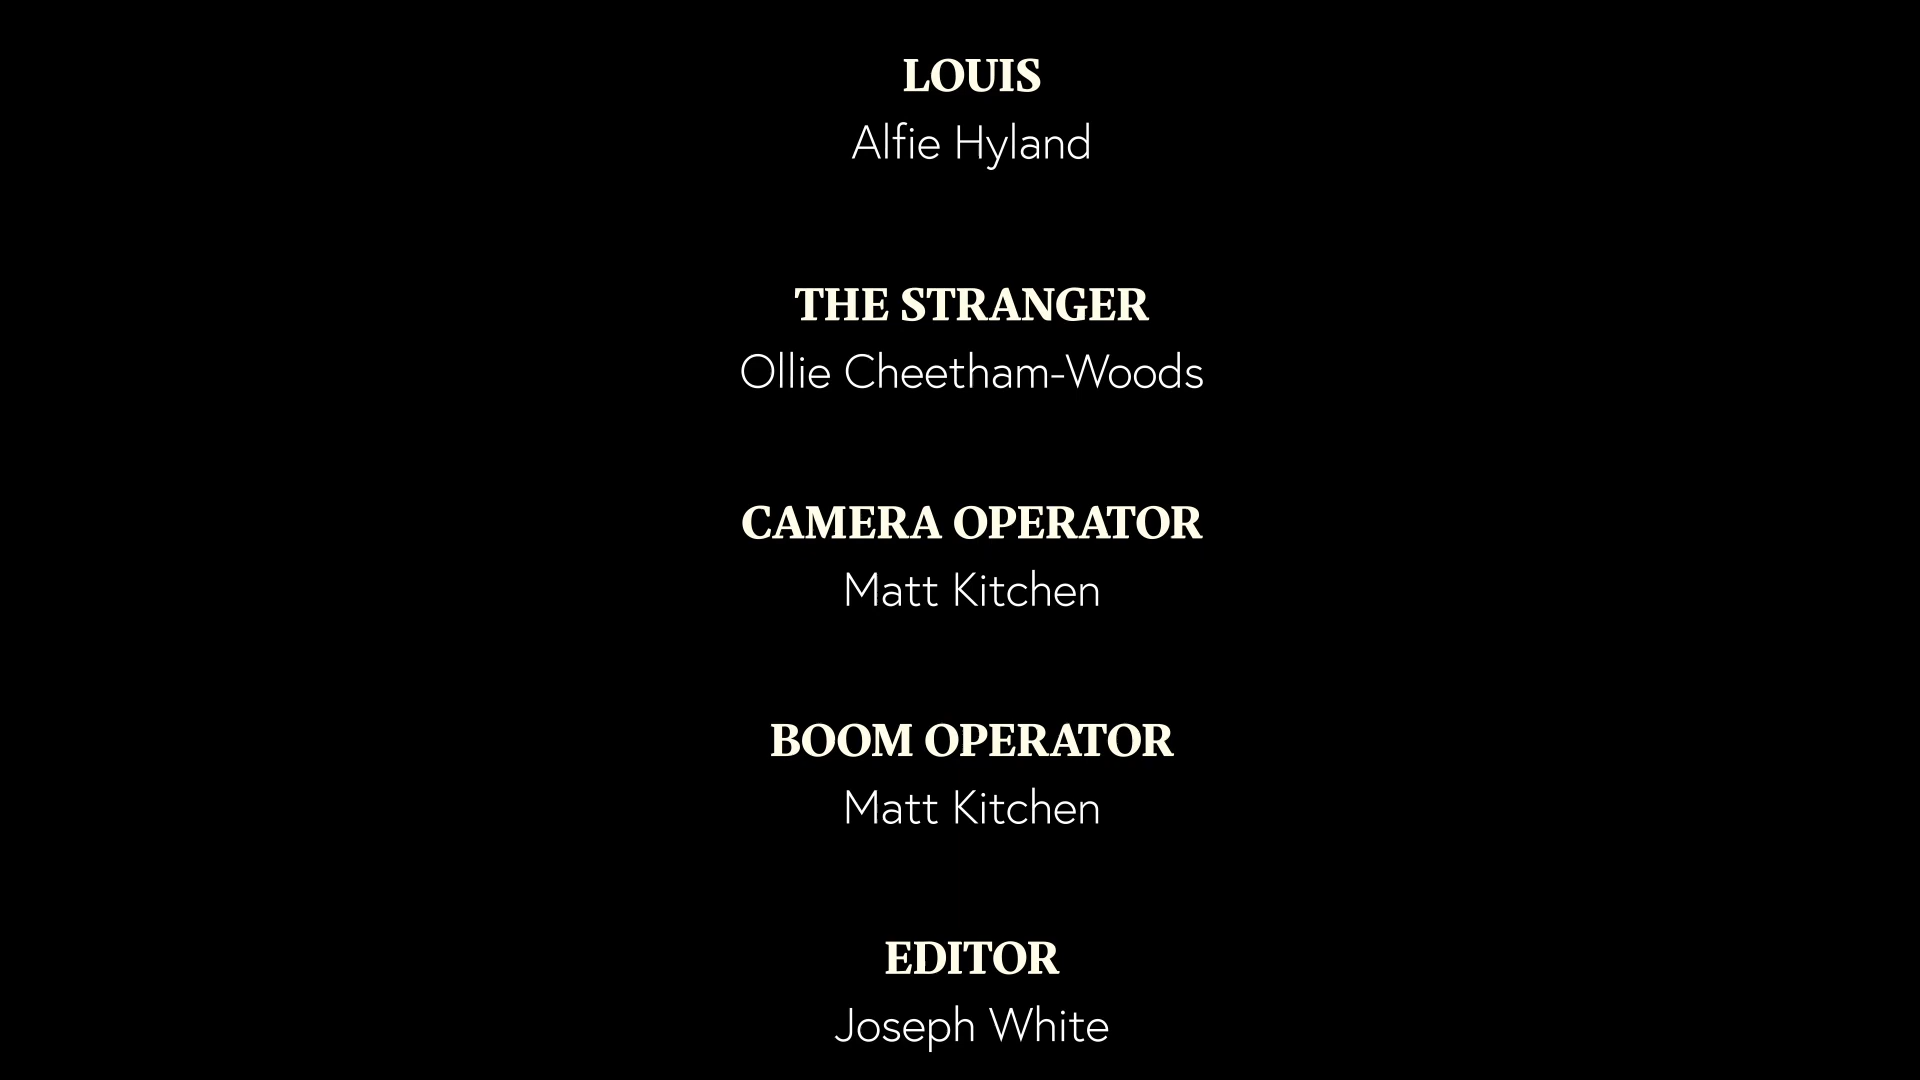 LOUIS
Alfie Hyland
THE STRANGER
Ollie Cheetham-Woods
CAMERA OPERATOR
Matt Kitchen
BOOM OPERATOR
Matt Kitchen
EDITOR
Joseph White